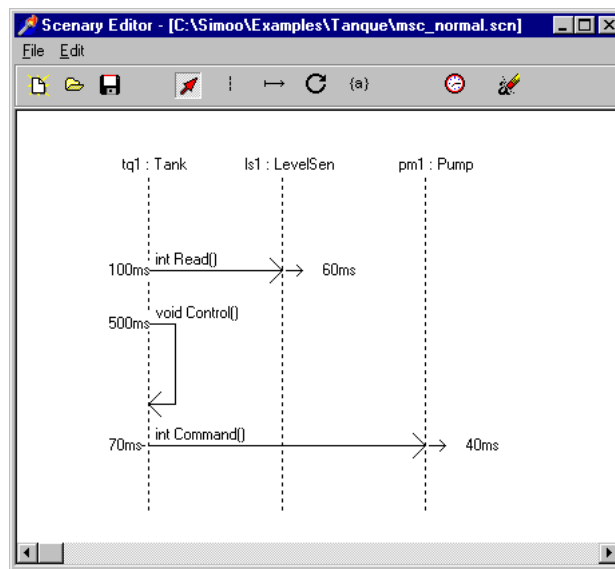 Scenary Editor - [C:\Simoo\Examples\Tanque\msc_normal.scn]
File Edit
{a} a
tq1 : Tank ls1 : LevelSen pm1 : Pump
int Read()
100ms 60ms
void Control()
500ms
int Command()
70ms 40ms